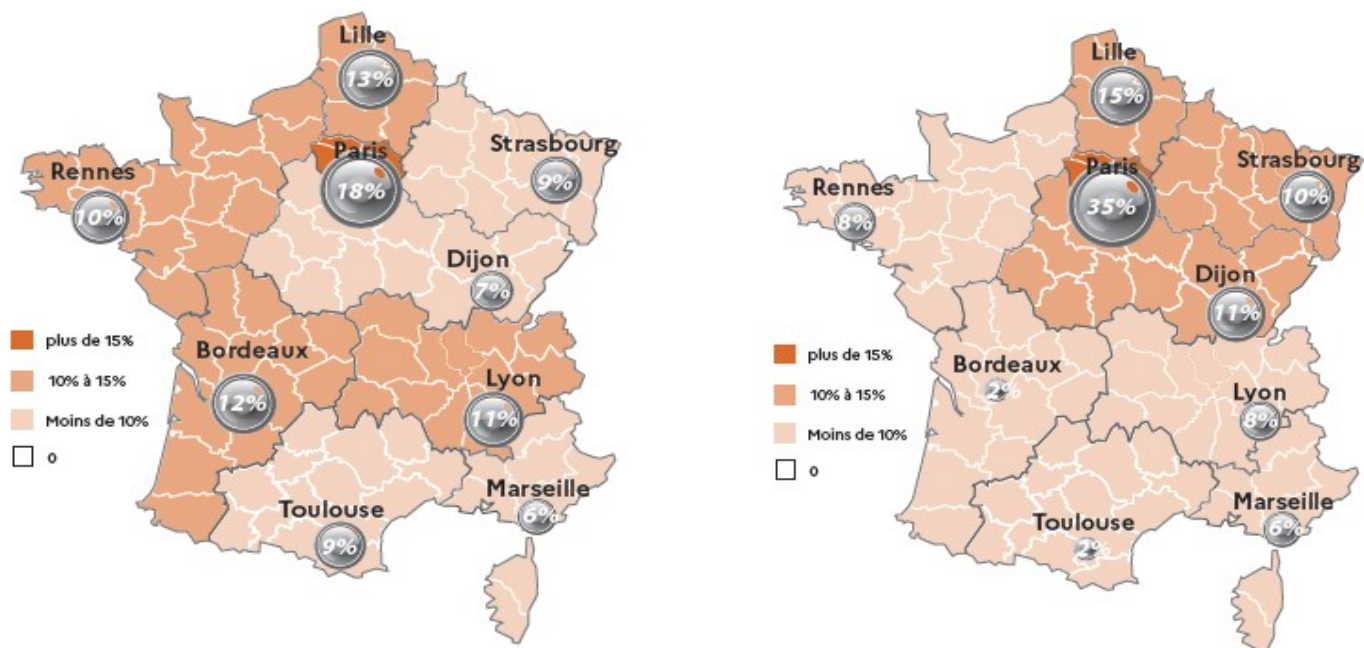 Lille
13%
Paris
18%
Strasbourg
9%
Rennes
10%
Dijon
7%
plus de 15%
10% à 15%
Moins de 10%
0
Bordeaux
12%
Lyon
11%
Toulouse
9%
Marseille
6%
Lille
15%
Paris
35%
Strasbourg
10%
Rennes
8%
Dijon
11%
plus de 15%
10% à 15%
Moins de 10%
0
Bordeaux
2%
Lyon
8%
Toulouse
2%
Marseille
6%